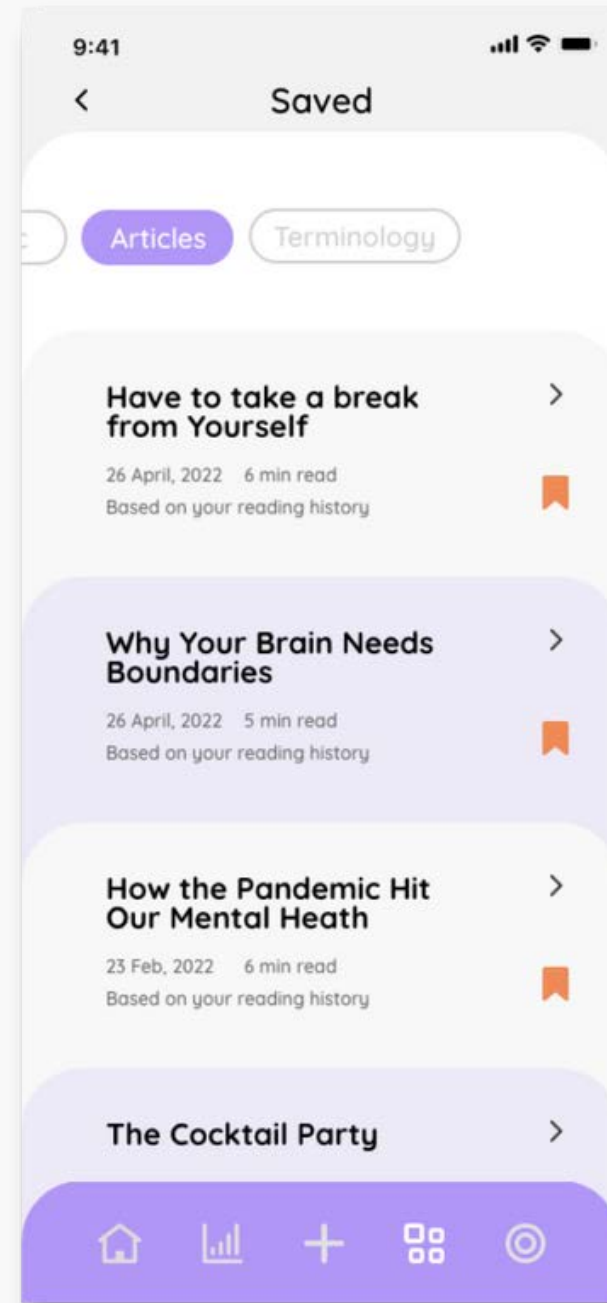 9:41
Saved
Articles
Terminology
Have to take a break
from Yourself
26 April, 2022 6 min read
Based on your reading history
Why Your Brain Needs
Boundaries
26 April, 2022 5 min read
Based on your reading history
How the Pandemic Hit
Our Mental Heath
23 Feb, 2022 6 min read
Based on your reading history
The Cocktail Party